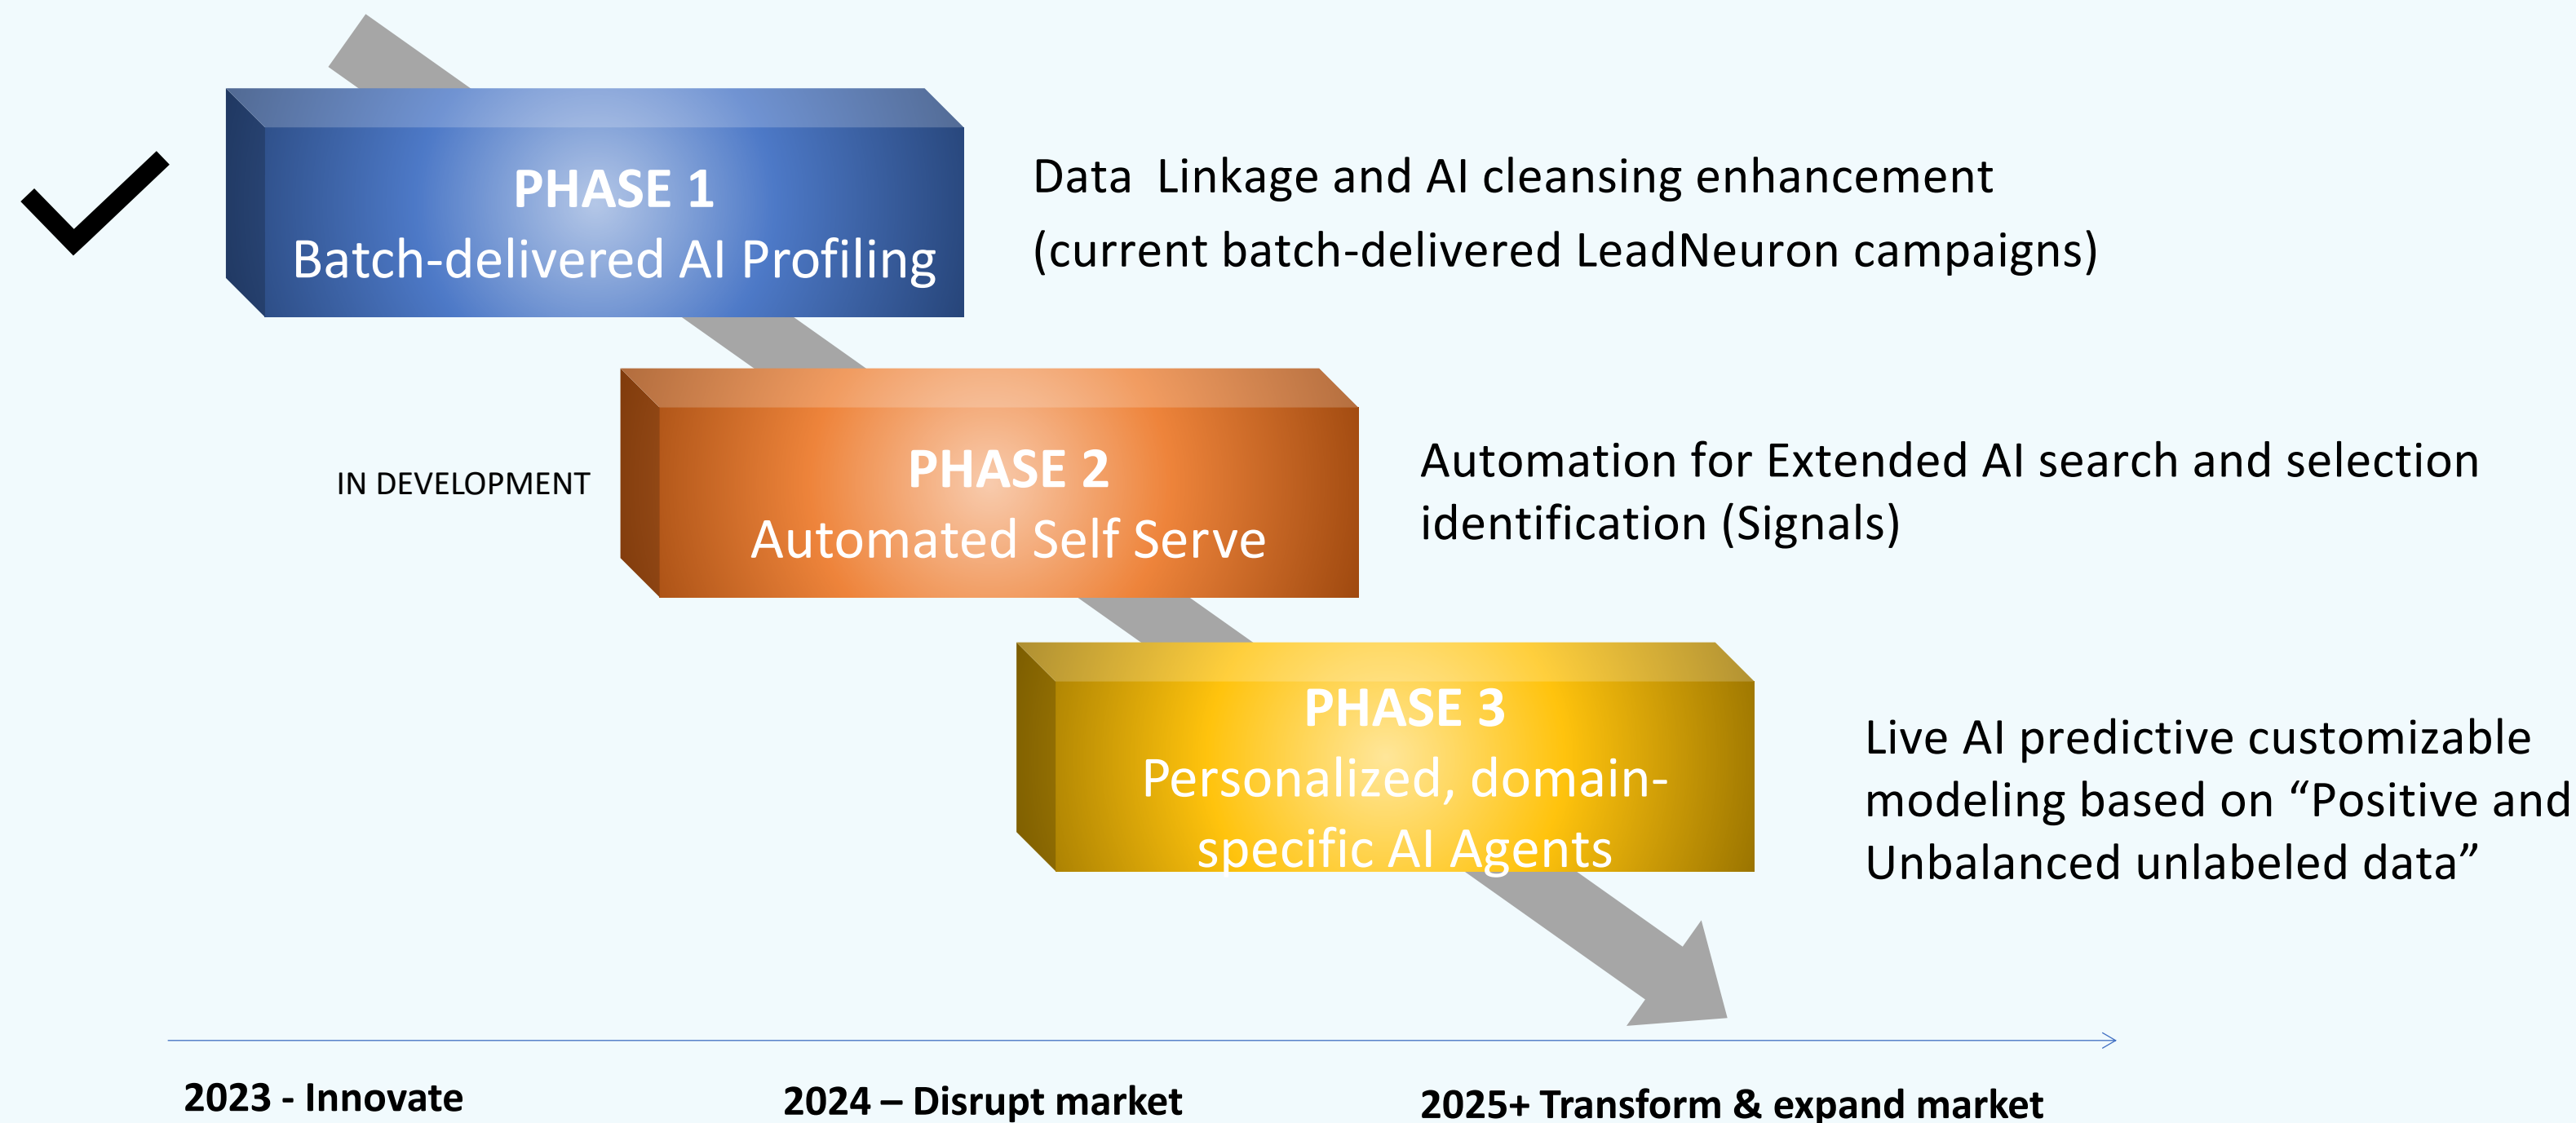 PHASE 1
Batch-delivered AI Profiling
Data  Linkage and AI cleansing enhancement
(current batch-delivered LeadNeuron campaigns)
IN DEVELOPMENT
PHASE 2
Automated Self Serve
Automation for Extended AI search and selection
identification (Signals)
PHASE 3
Personalized, domain-
specific AI Agents
Live AI predictive customizable
modeling based on “Positive and
Unbalanced unlabeled data”
2023 - Innovate
2024 – Disrupt market
2025+ Transform & expand market